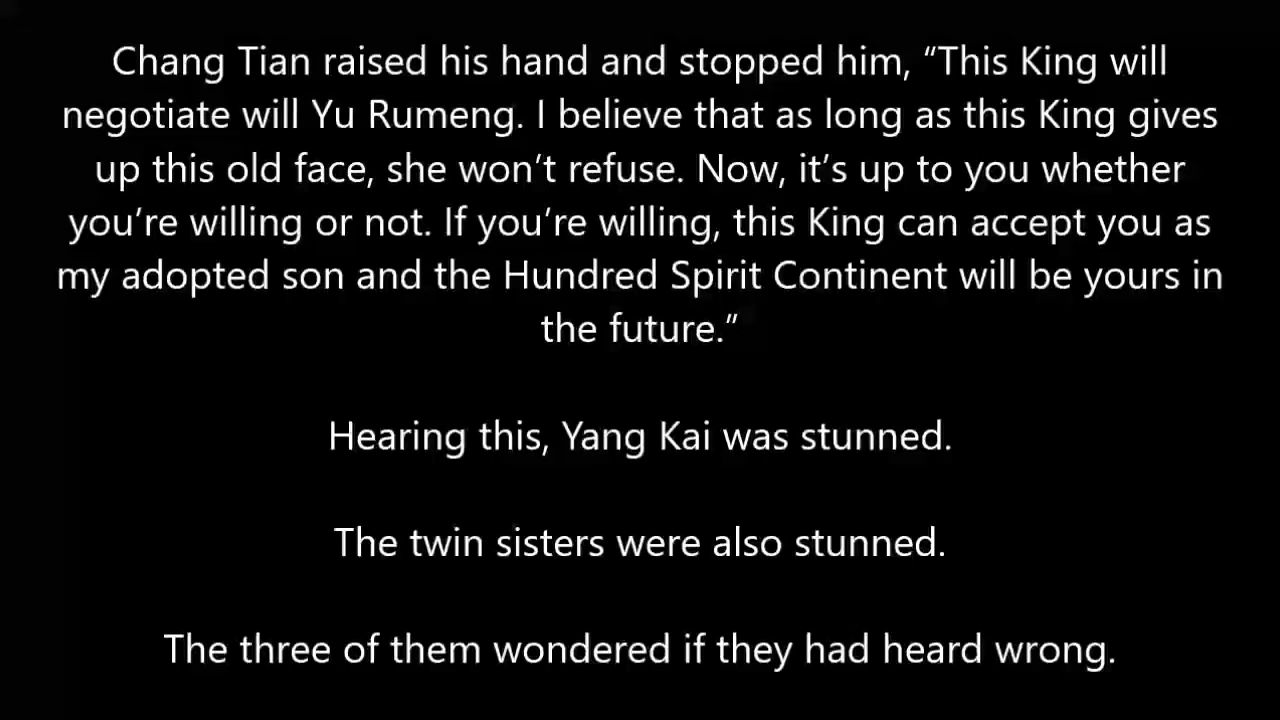 Chang Tian raised his hand and stopped him, “This King will
negotiate will Yu Rumeng. I believe that as long as this King gives
up this old face, she won’t refuse. Now, it’s up to you whether
you’re willing or not. If you’re willing, this King can accept you as
my adopted son and the Hundred Spirit Continent will be yours in
the future.”
Hearing this, Yang Kai was stunned.
The twin sisters were also stunned.
The three of them wondered if they had heard wrong.